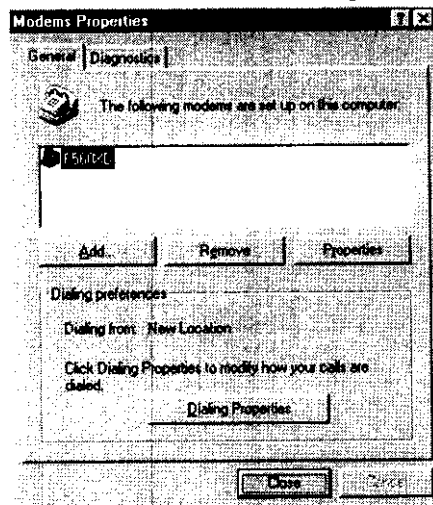 Modems Properties
General Diagnostics
The following modems are set up on this computer:
Add... Remove Properties
Dialing preferences
Dialing from: New Location
Click Dialing Properties to modify how your calls are
dialed.
Dialing Properties
Close Cancel